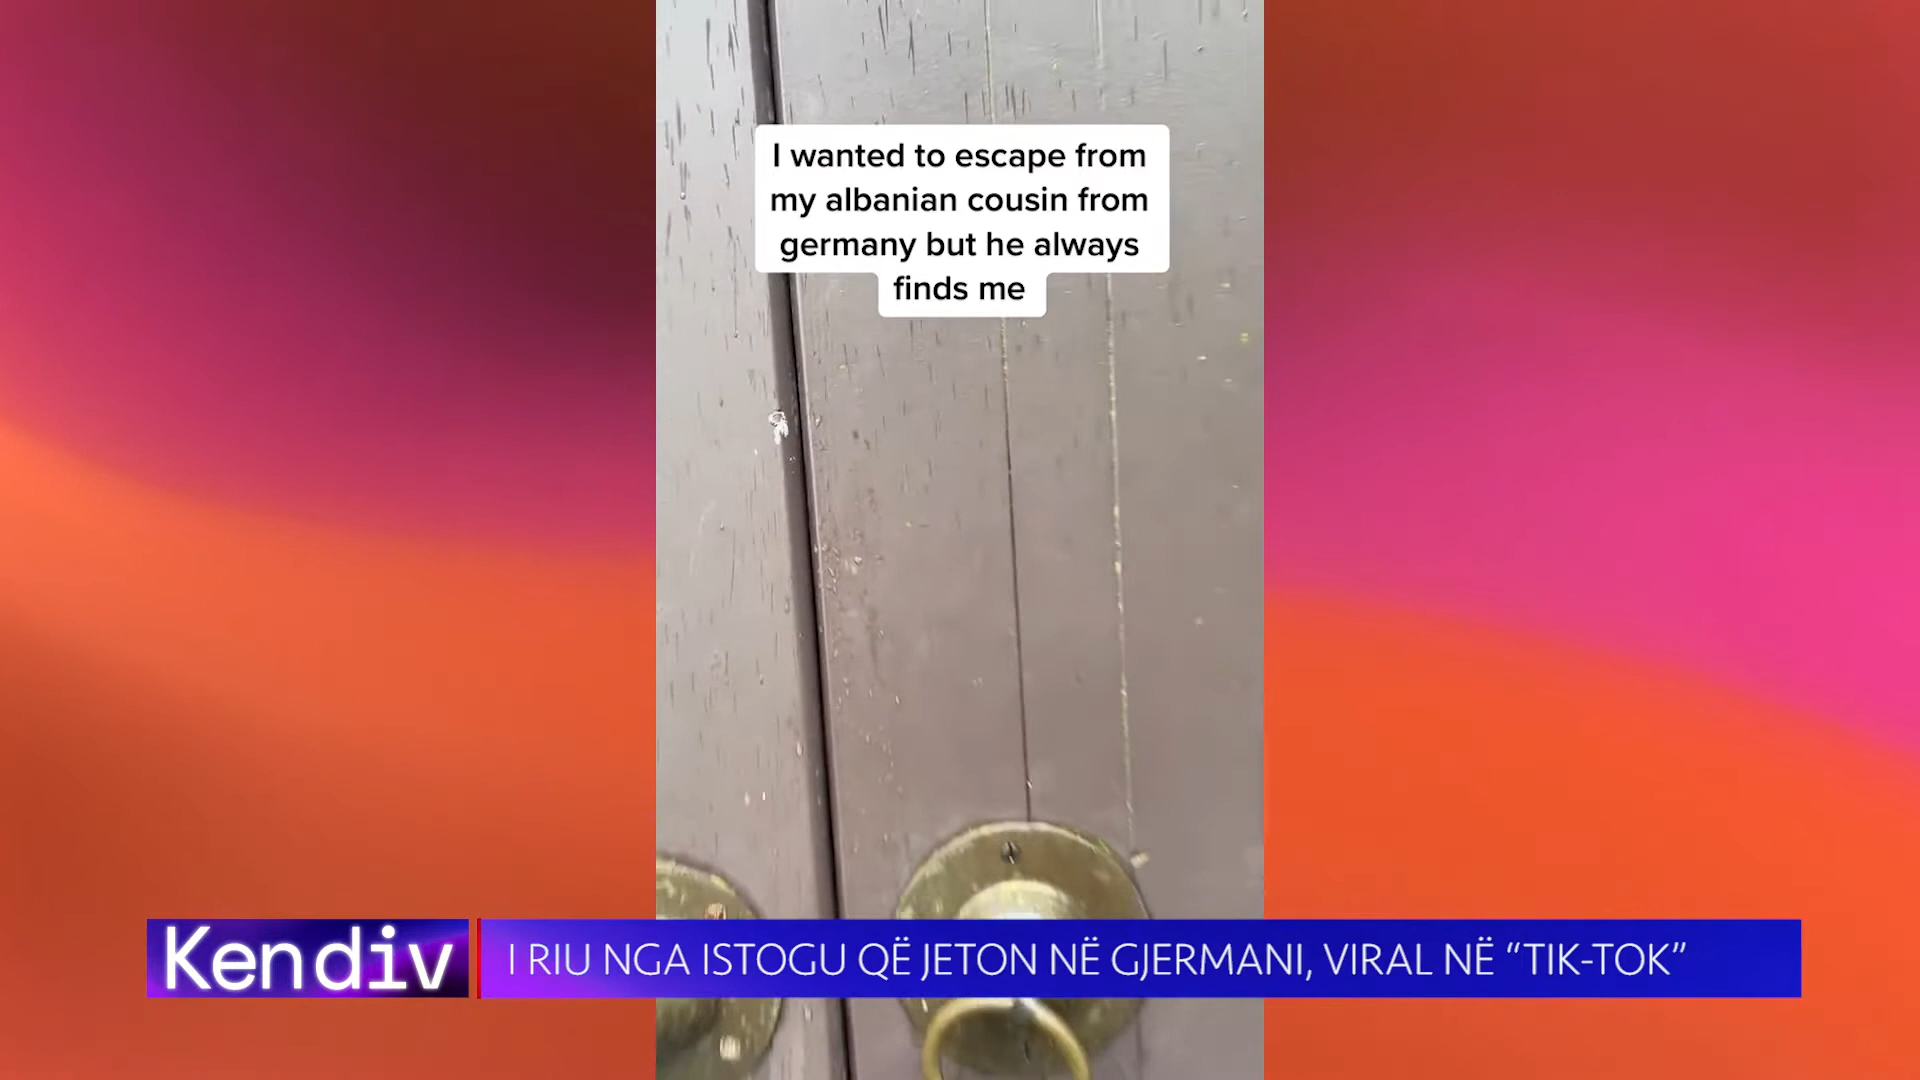 I wanted to escape from
my albanian cousin from
germany but he always
finds me
Kendiv
I RIU NGA ISTOGU QË JETON NË GJERMANI, VIRAL NË “TIK-TOK”